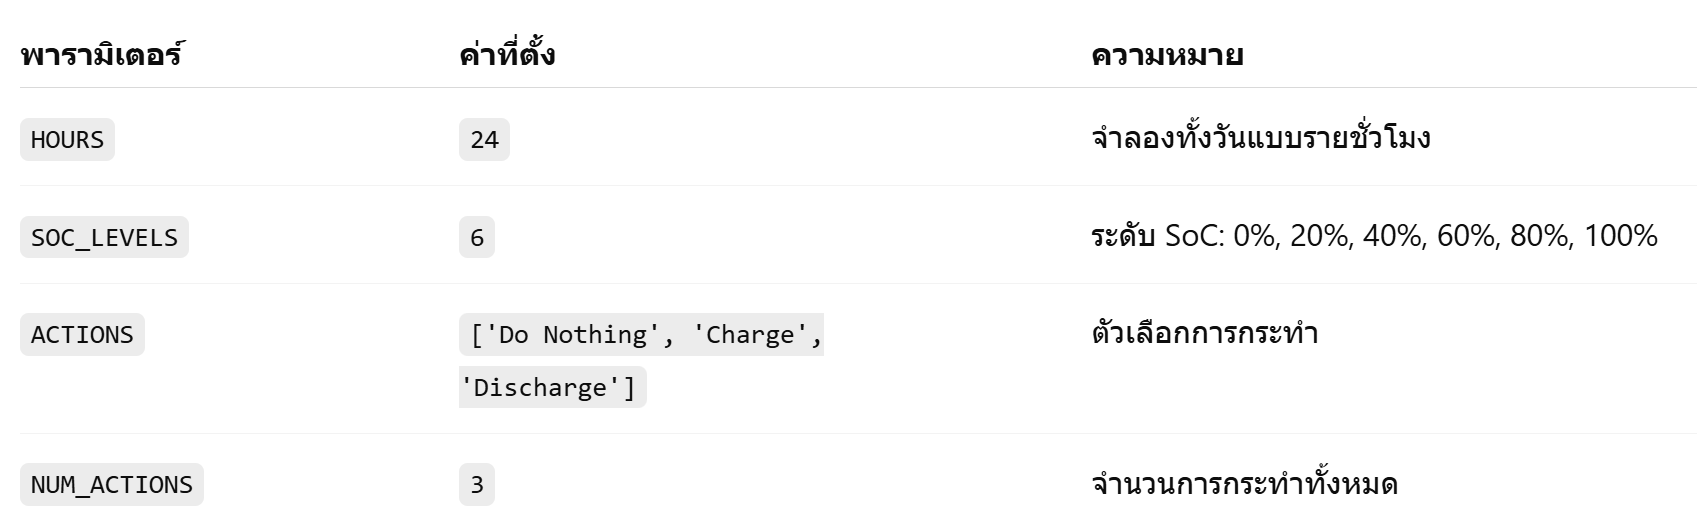 พารามิเตอร์ ค่าที่ตั้ง ความหมาย
HOURS 24 จำลองทั้งวันแบบรายชั่วโมง
SOC_LEVELS 6 ระดับ SoC: 0%, 20%, 40%, 60%, 80%, 100%
ACTIONS ['Do Nothing', 'Charge', ตัวเลือกการกระทำ
'Discharge']
NUM_ACTIONS 3 จำนวนการกระทำทั้งหมด